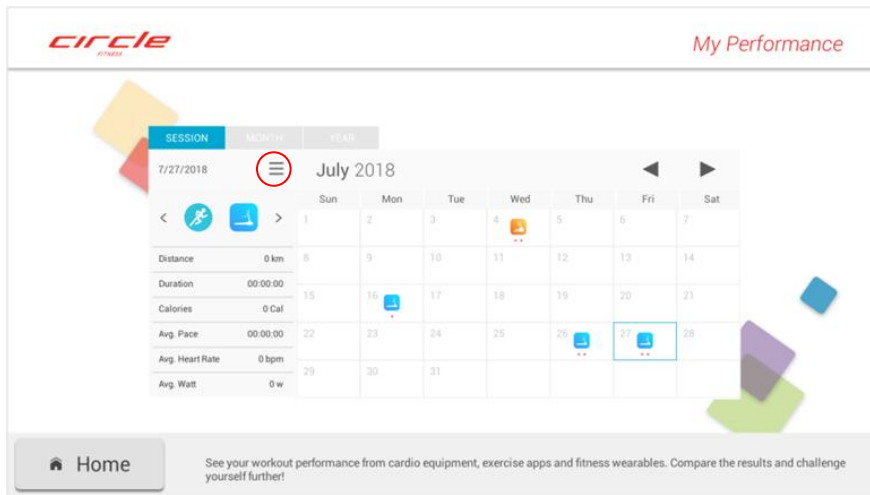 circle
FITNESS
My Performance
SESSION MONTH YEAR
7/27/2018
July 2018
Sun Mon Tue Wed Thu Fri Sat
1 2 3 4 5 6 7
Distance 0 km
8 9 10 11 12 13 14
Duration 00:00:00
Calories 0 Cal
15 16 17 18 19 20 21
Avg. Pace 00:00:00
22 23 24 25 26 27 28
Avg. Heart Rate 0 bpm
Avg. Watt 0 w
29 30 31
Home
See your workout performance from cardio equipment, exercise apps and fitness wearables. Compare the results and challenge
yourself further!